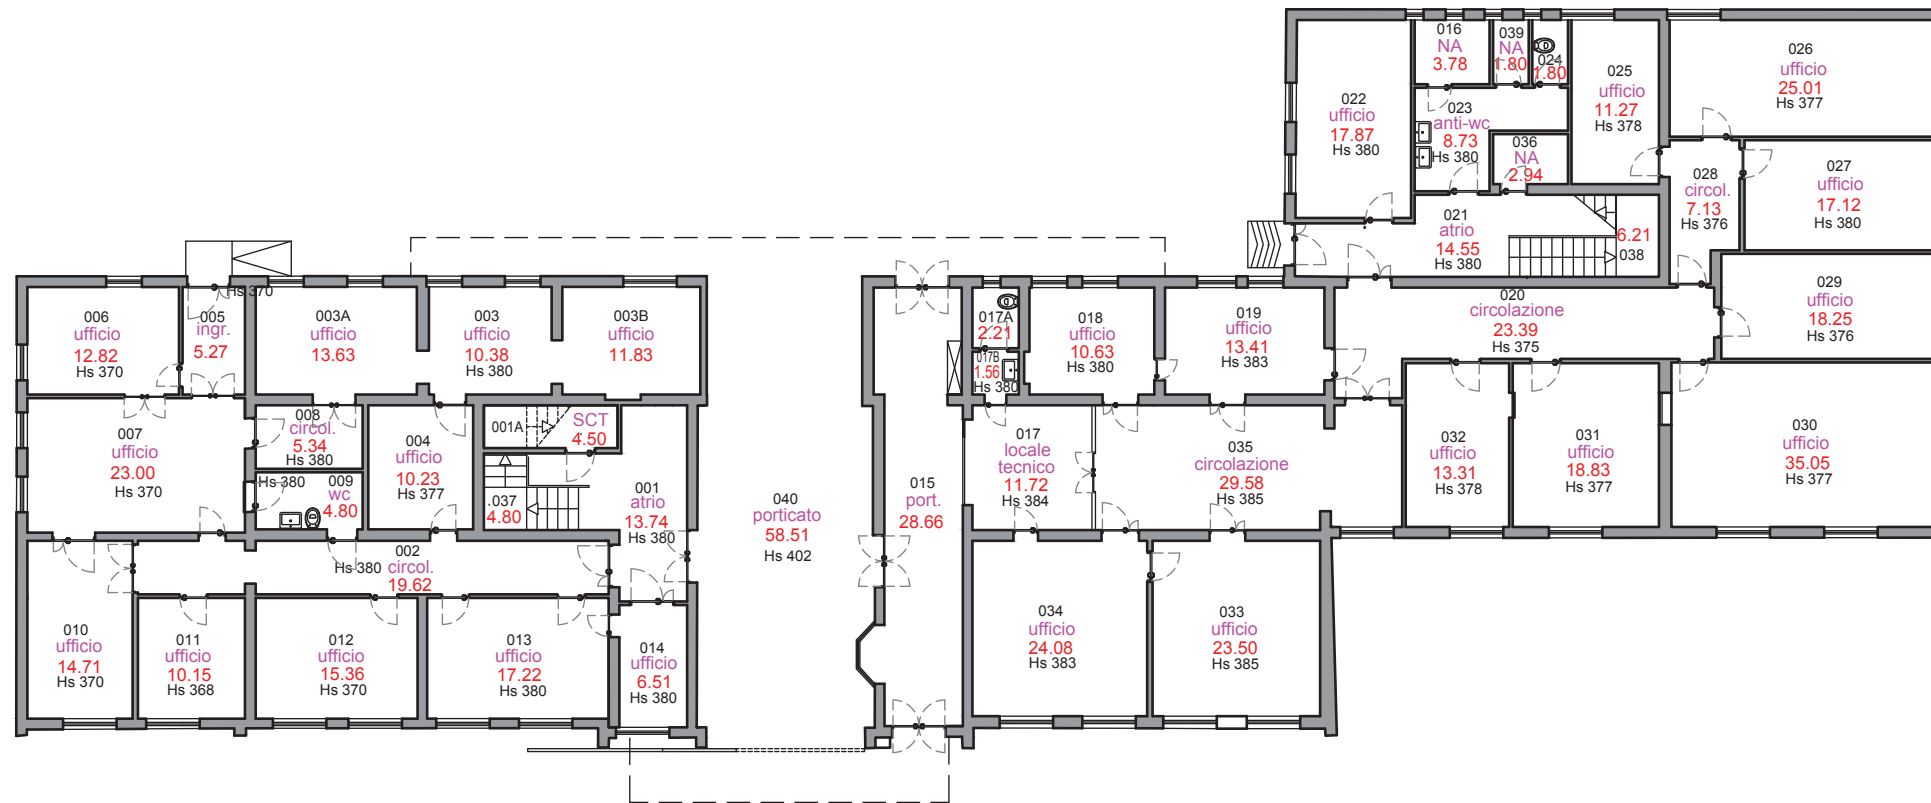 006
ufficio
12.82
Hs 370
Hs 370
005
ingr.
5.27
003A
ufficio
13.63
003
ufficio
10.38
Hs 380
003B
ufficio
11.83
007
ufficio
23.00
Hs 370
008
circol.
5.34
Hs 380
Hs 380
009
wc
4.80
004
ufficio
10.23
Hs 377
001A
SCT
4.50
037
4.80
001
atrio
13.74
Hs 380
002
circol.
Hs 380
19.62
010
ufficio
14.71
Hs 370
011
ufficio
10.15
Hs 368
012
ufficio
15.36
Hs 370
013
ufficio
17.22
Hs 380
014
ufficio
6.51
Hs 380
040
porticato
58.51
Hs 402
015
port.
28.66
017A
2.21
017B
1.56
Hs 380
018
ufficio
10.63
Hs 380
019
ufficio
13.41
Hs 383
017
locale
tecnico
11.72
Hs 384
035
circolazione
29.58
Hs 385
034
ufficio
24.08
Hs 383
033
ufficio
23.50
Hs 385
022
ufficio
17.87
Hs 380
016
NA
3.78
039
NA
1.80
024
1.80
023
anti-wc
8.73
Hs 380
036
NA
2.94
025
ufficio
11.27
Hs 378
026
ufficio
25.01
Hs 377
027
ufficio
17.12
Hs 380
028
circol.
7.13
Hs 376
021
atrio
14.55
Hs 380
6.21
038
020
circolazione
23.39
Hs 375
029
ufficio
18.25
Hs 376
032
ufficio
13.31
Hs 378
031
ufficio
18.83
Hs 377
030
ufficio
35.05
Hs 377